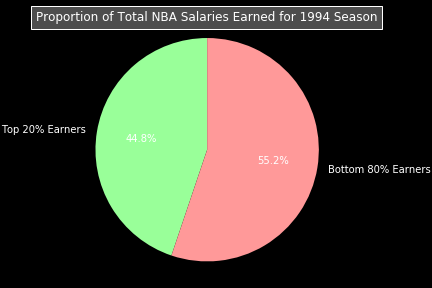 Proportion of Total NBA Salaries Earned for 1994 Season
Top 20% Earners
44.8%
55.2%
Bottom 80% Earners